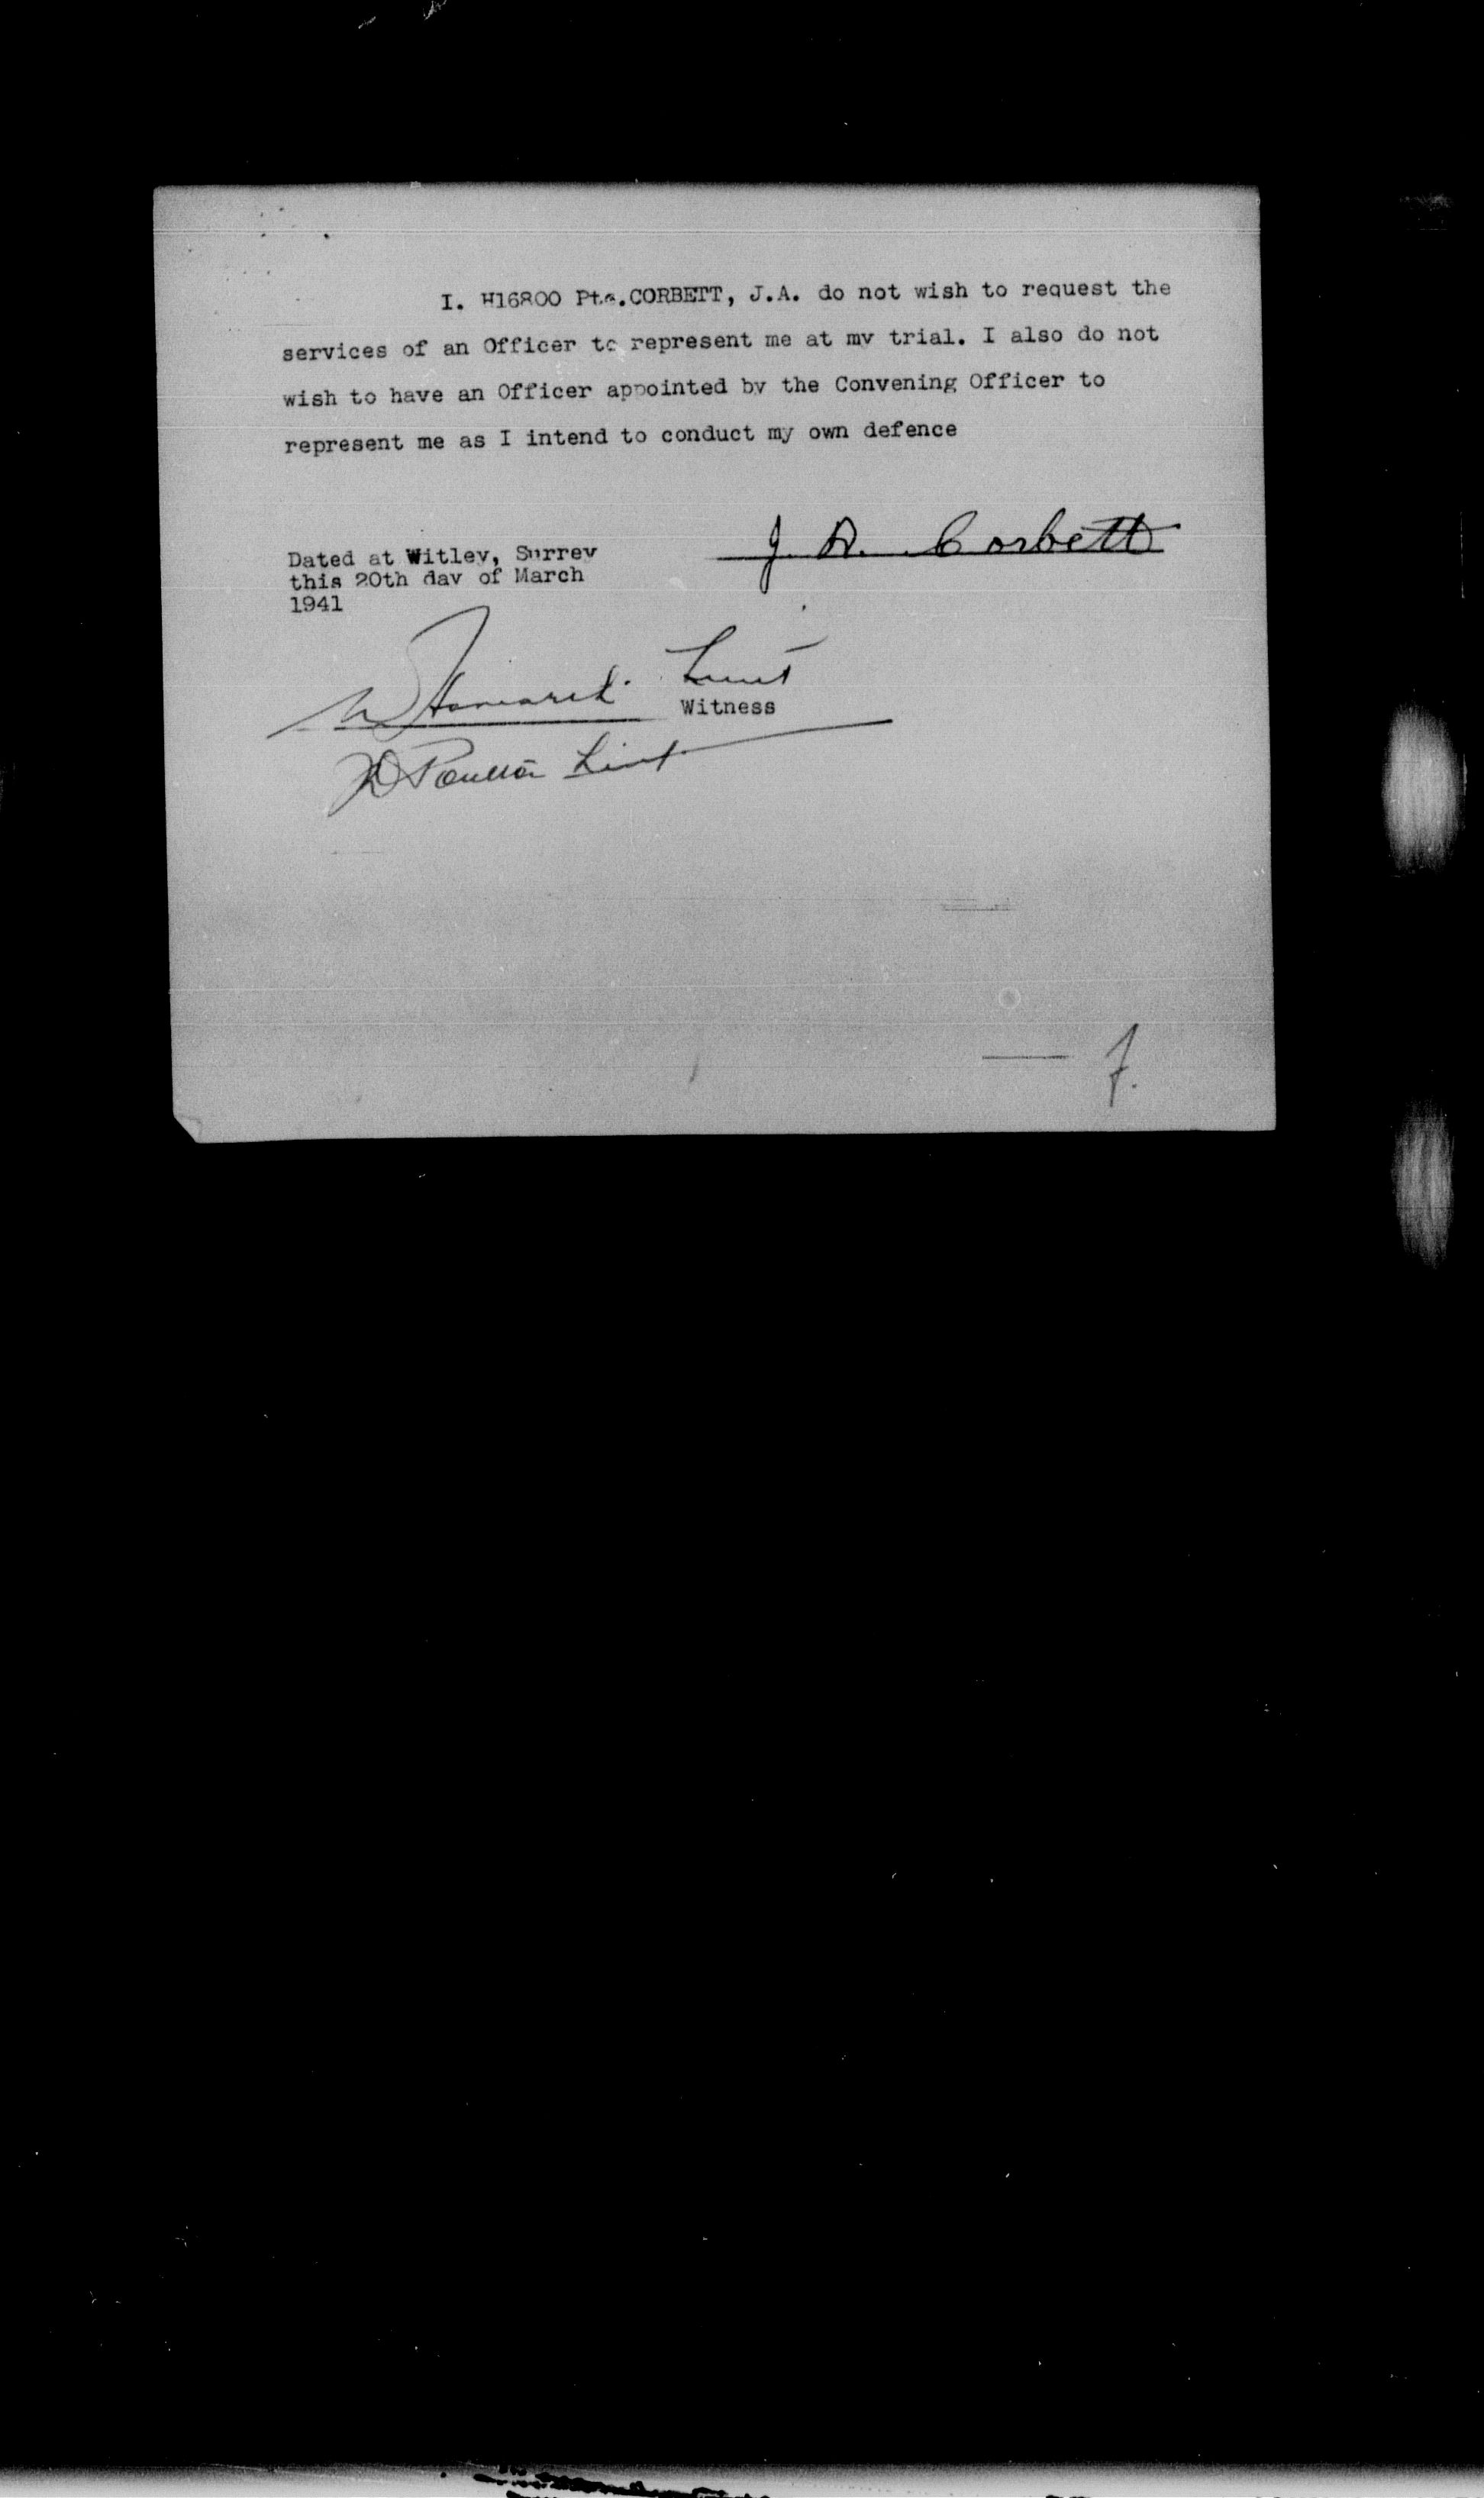 I. H16800 Pte.CORBETT, J.A. do not wish to request the
services of an Officer to represent me at my trial. I also do not
wish to have an Officer appointed by the Convening Officer to
represent me as I intend to conduct my own defence
J. A. Corbett
Dated at Witley, Surrey
this 20th day of March
1941
Howard Lieut
Witness
Lieut
7.